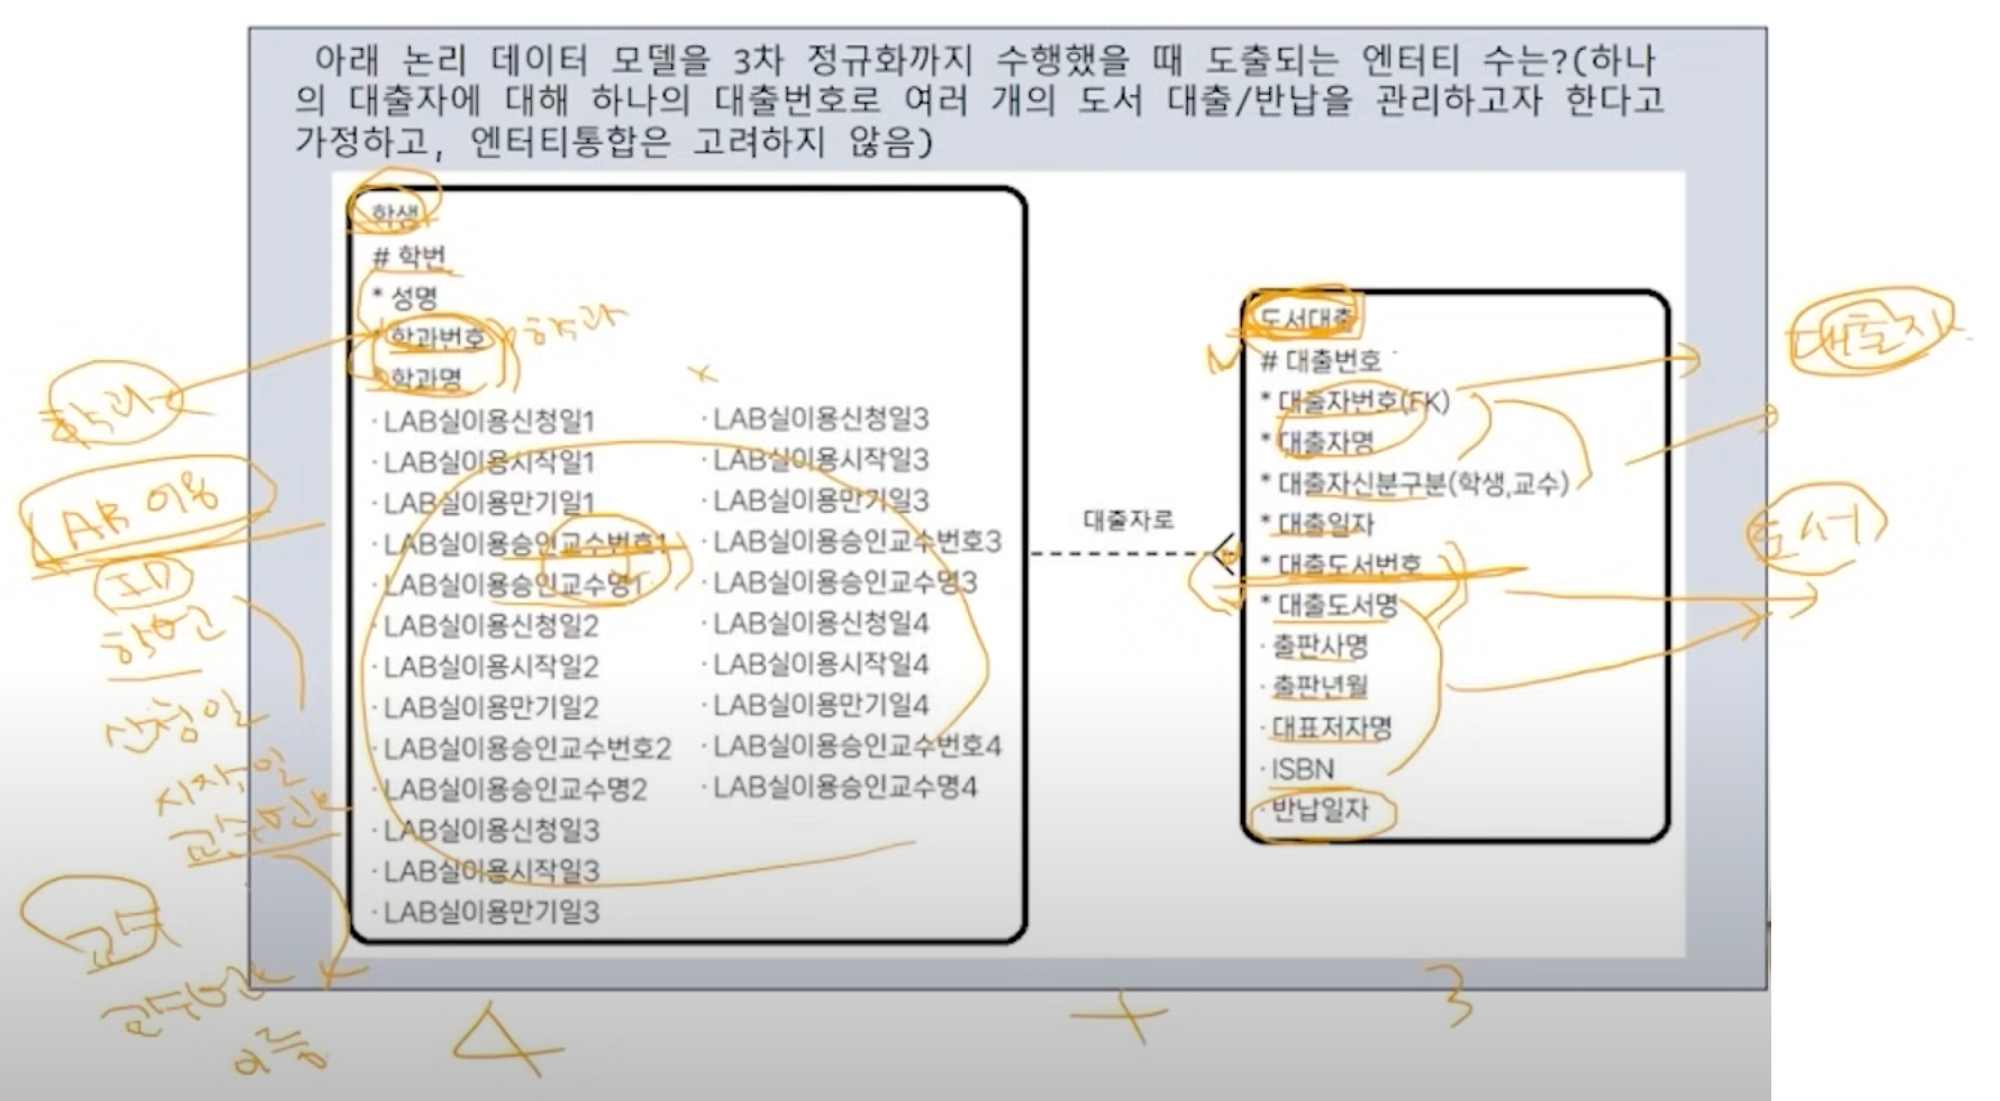 아래 논리 데이터 모델을 3차 정규화까지 수행했을 때 도출되는 엔터티 수는?(하나
의 대출자에 대해 하나의 대출번호로 여러 개의 도서 대출/반납을 관리하고자 한다고
가정하고, 엔터티통합은 고려하지 않음)
학생
# 학번
* 성명
* 학과번호
* 학과명
· LAB실이용신청일1
· LAB실이용시작일1
· LAB실이용만기일1
· LAB실이용승인교수번호1
· LAB실이용승인교수명1
· LAB실이용신청일2
· LAB실이용시작일2
· LAB실이용만기일2
· LAB실이용승인교수번호2
· LAB실이용승인교수명2
· LAB실이용신청일3
· LAB실이용시작일3
· LAB실이용만기일3
· LAB실이용신청일3
· LAB실이용시작일3
· LAB실이용만기일3
· LAB실이용승인교수번호3
· LAB실이용승인교수명3
· LAB실이용신청일4
· LAB실이용시작일4
· LAB실이용만기일4
· LAB실이용승인교수번호4
· LAB실이용승인교수명4
대출자로
도서대출
# 대출번호
* 대출자번호(FK)
* 대출자명
* 대출자신분구분(학생,교수)
* 대출일자
* 대출도서번호
* 대출도서명
· 출판사명
· 출판년월
· 대표저자명
· ISBN
· 반납일자
학과
학과
LAB 이용
ID
학번
신청일
시작일
교수번호
교수
교수번호
이름
대출자
도서
4 + 3